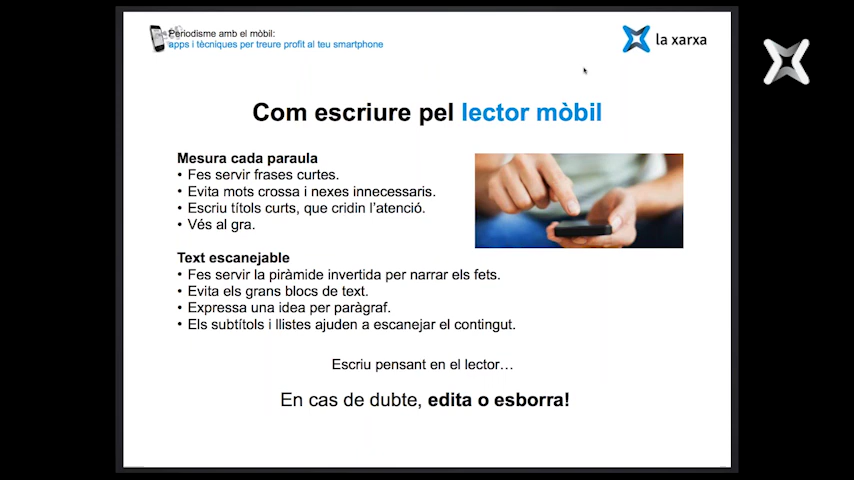 Periodisme amb el mòbil:
apps i tècniques per treure profit al teu smartphone
la xarxa
Com escriure pel lector mòbil
Mesura cada paraula
• Fes servir frases curtes.
• Evita mots crossa i nexes innecessaris.
• Escriu títols curts, que cridin l'atenció.
• Vés al gra.
Text escanejable
• Fes servir la piràmide invertida per narrar els fets.
• Evita els grans blocs de text.
• Expressa una idea per paràgraf.
• Els subtítols i llistes ajuden a escanejar el contingut.
Escriu pensant en el lector…
En cas de dubte, edita o esborra!